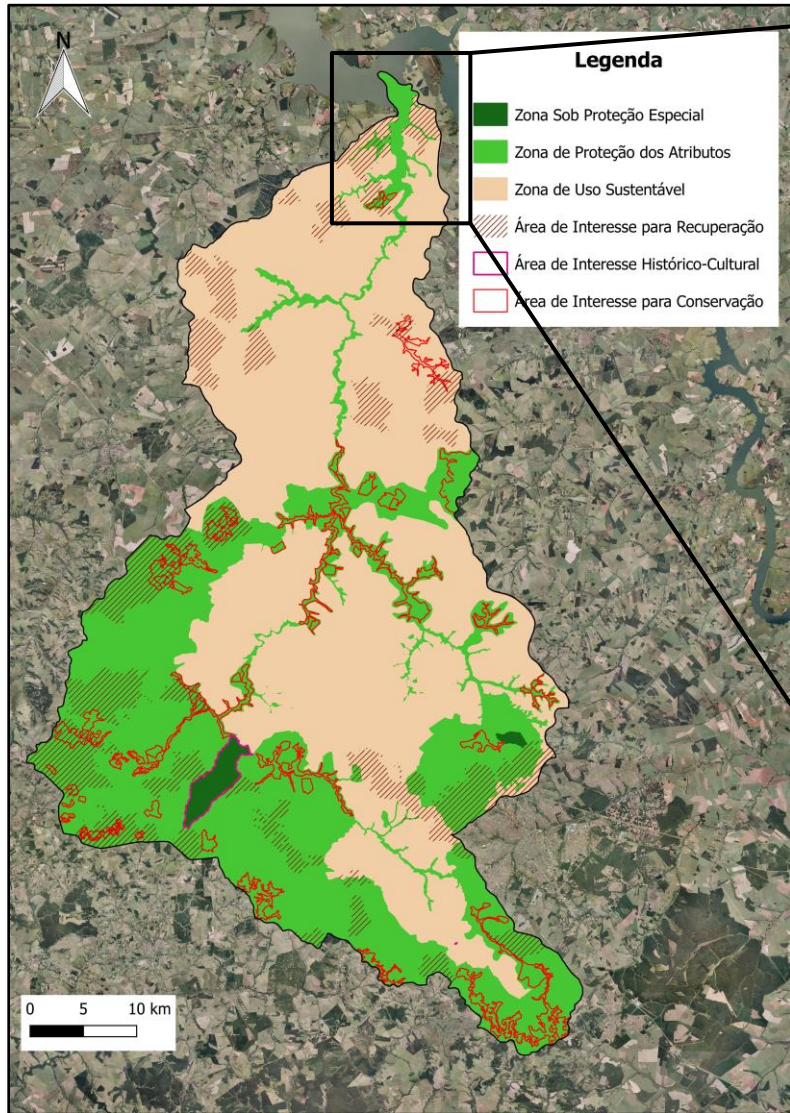 N
Legenda
Zona Sob Proteção Especial
Zona de Proteção dos Atributos
Zona de Uso Sustentável
Área de Interesse para Recuperação
Área de Interesse Histórico-Cultural
Área de Interesse para Conservação
0 5 10 km